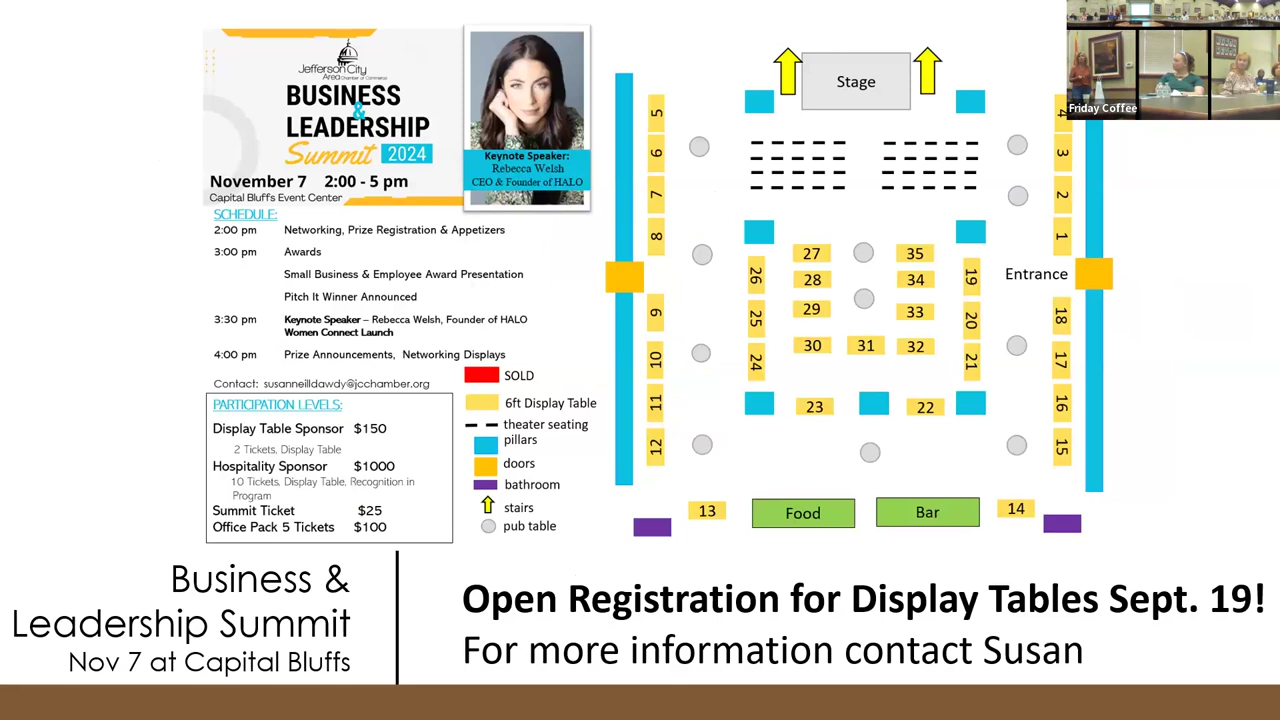 Jefferson City
Area Chamber of Commerce
BUSINESS
&
LEADERSHIP
Summit 2024
November 7 2:00 - 5 pm
Capital Bluffs Event Center
Keynote Speaker:
Rebecca Welsh
CEO & Founder of HALO
SCHEDULE:
2:00 pm Networking, Prize Registration & Appetizers
3:00 pm Awards
Small Business & Employee Award Presentation
Pitch It Winner Announced
3:30 pm Keynote Speaker – Rebecca Welsh, Founder of HALO
Women Connect Launch
4:00 pm Prize Announcements, Networking Displays
Contact: susanneilldawdy@jcchamber.org
PARTICIPATION LEVELS:
Display Table Sponsor $150
2 Tickets, Display Table
Hospitality Sponsor $1000
10 Tickets, Display Table, Recognition in
Program
Summit Ticket $25
Office Pack 5 Tickets $100
SOLD
6ft Display Table
theater seating
pillars
doors
bathroom
stairs
pub table
Stage
5
6
7
8
9
10
11
12
13
26
25
24
27
28
29
30
31
35
34
33
32
23
22
19
20
21
Entrance
4
3
2
1
18
17
16
15
14
Food
Bar
Friday Coffee
Business &
Leadership Summit
Nov 7 at Capital Bluffs
Open Registration for Display Tables Sept. 19!
For more information contact Susan